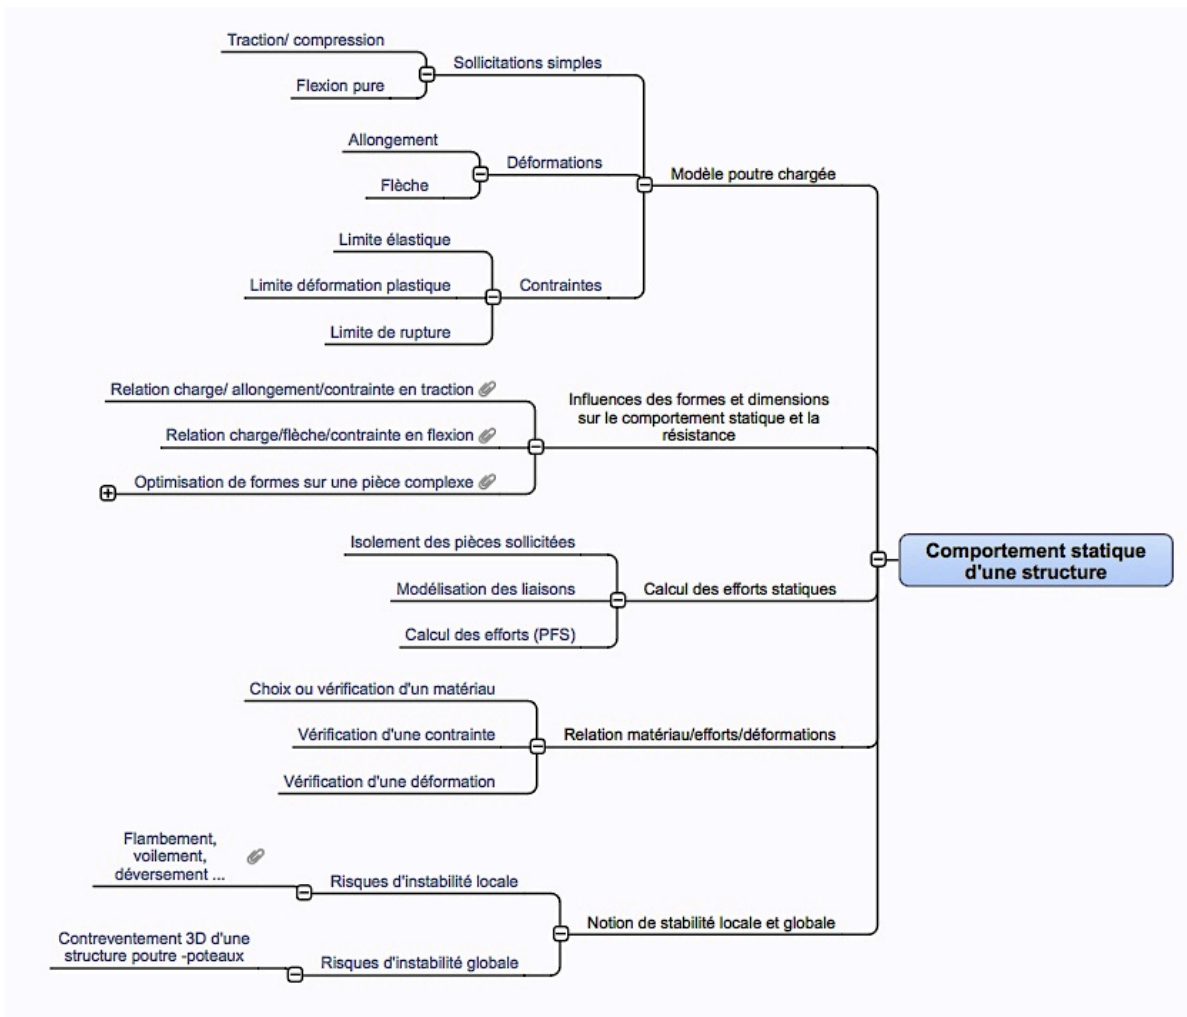 Traction/ compression
Sollicitations simples
Flexion pure
Allongement
Déformations
Flèche
Modèle poutre chargée
Limite élastique
Limite déformation plastique
Contraintes
Limite de rupture
Relation charge/ allongement/contrainte en traction
Relation charge/flèche/contrainte en flexion
Optimisation de formes sur une pièce complexe
Influences des formes et dimensions
sur le comportement statique et la
résistance
Isolement des pièces sollicitées
Modélisation des liaisons
Calcul des efforts (PFS)
Calcul des efforts statiques
Comportement statique
d'une structure
Choix ou vérification d'un matériau
Vérification d'une contrainte
Vérification d'une déformation
Relation matériau/efforts/déformations
Flambement,
voilement,
déversement ...
Risques d'instabilité locale
Contreventement 3D d'une
structure poutre -poteaux
Risques d'instabilité globale
Notion de stabilité locale et globale